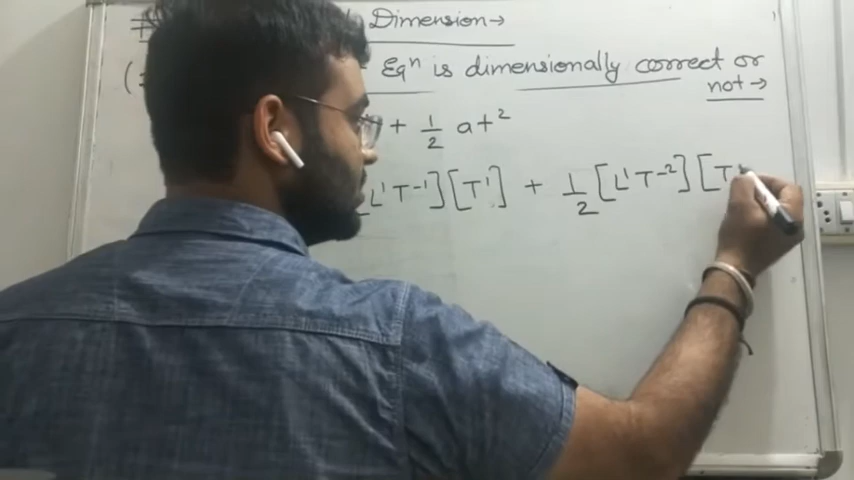 Dimension →
Eqⁿ is dimensionally correct or
not →
+ 1/2 at²
L¹T⁻¹][T¹] + 1/2[L¹T⁻²][T